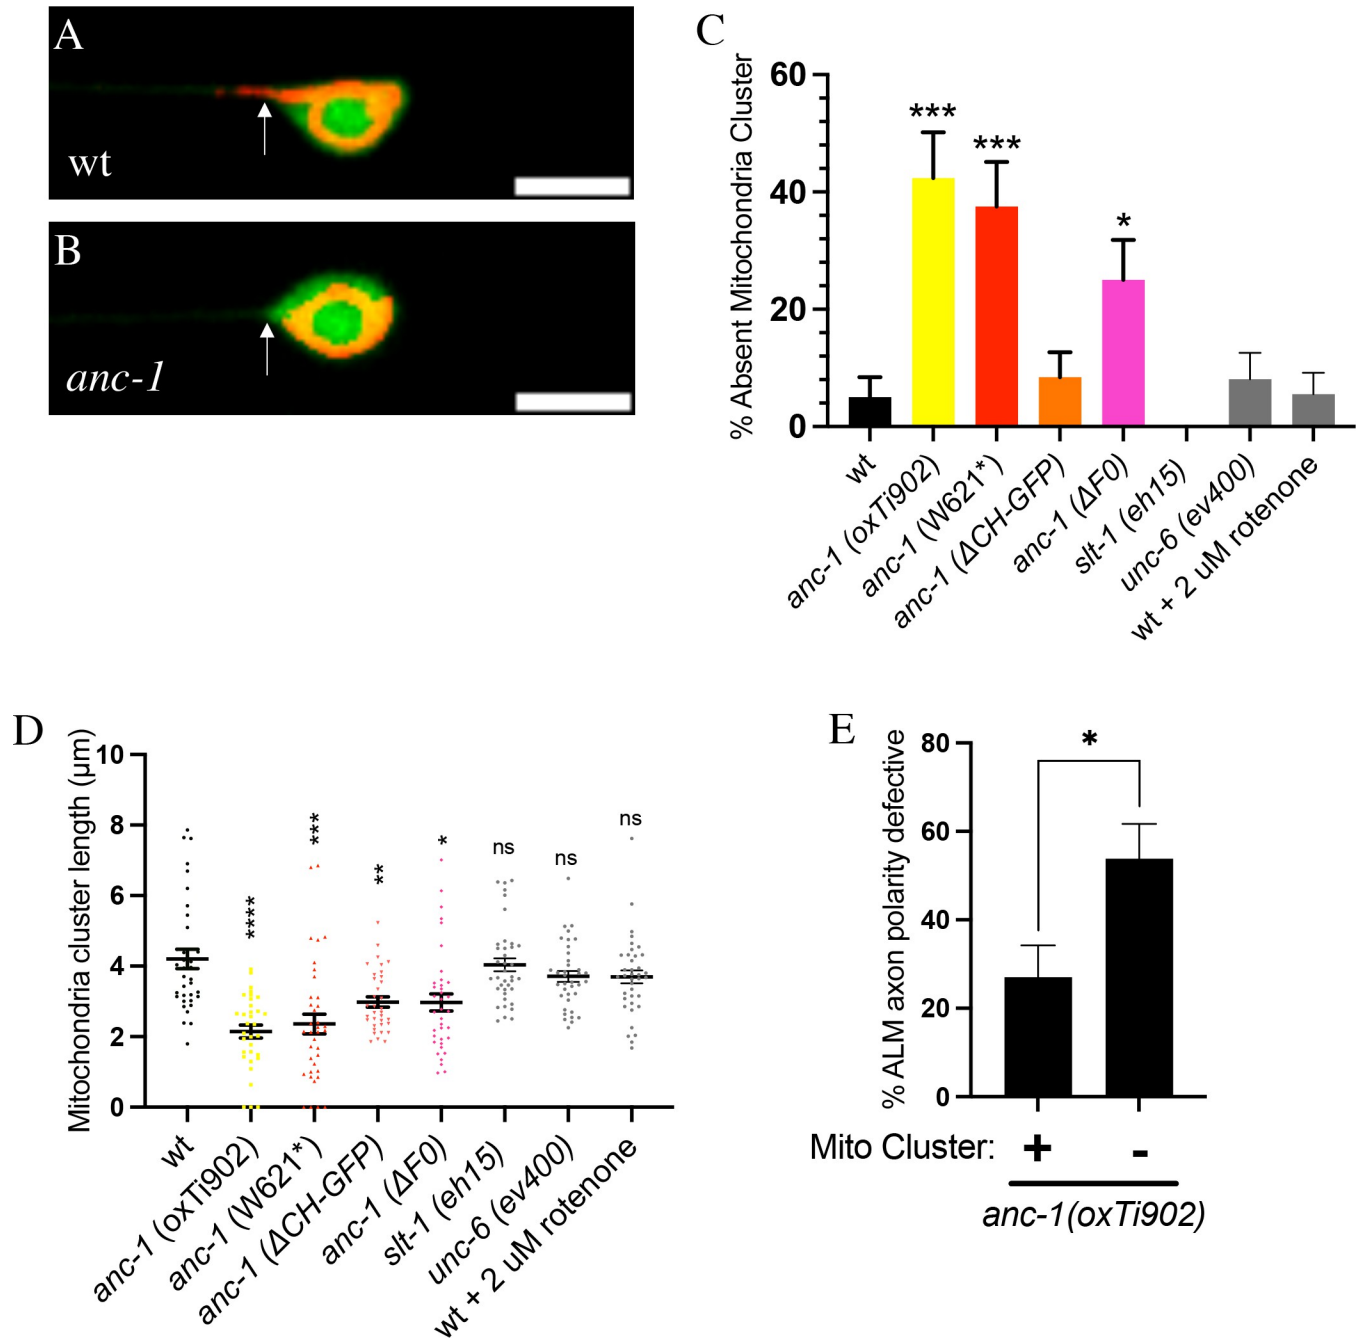 A
wt
B
anc-1
C
% Absent Mitochondria Cluster
60
40
20
0
***
***
*
wt
anc-1 (oxTi902)
anc-1 (W621*)
anc-1 (ΔCH-GFP)
anc-1 (ΔF0)
slt-1 (eh15)
unc-6 (ev400)
wt + 2 uM rotenone
D
Mitochondria cluster length (μm)
10
8
6
4
2
0
****
***
**
*
ns
ns
ns
wt
anc-1 (oxTi902)
anc-1 (W621*)
anc-1 (ΔCH-GFP)
anc-1 (ΔF0)
slt-1 (eh15)
unc-6 (ev400)
wt + 2 uM rotenone
E
% ALM axon polarity defective
80
60
40
20
0
*
Mito Cluster: + -
anc-1(oxTi902)